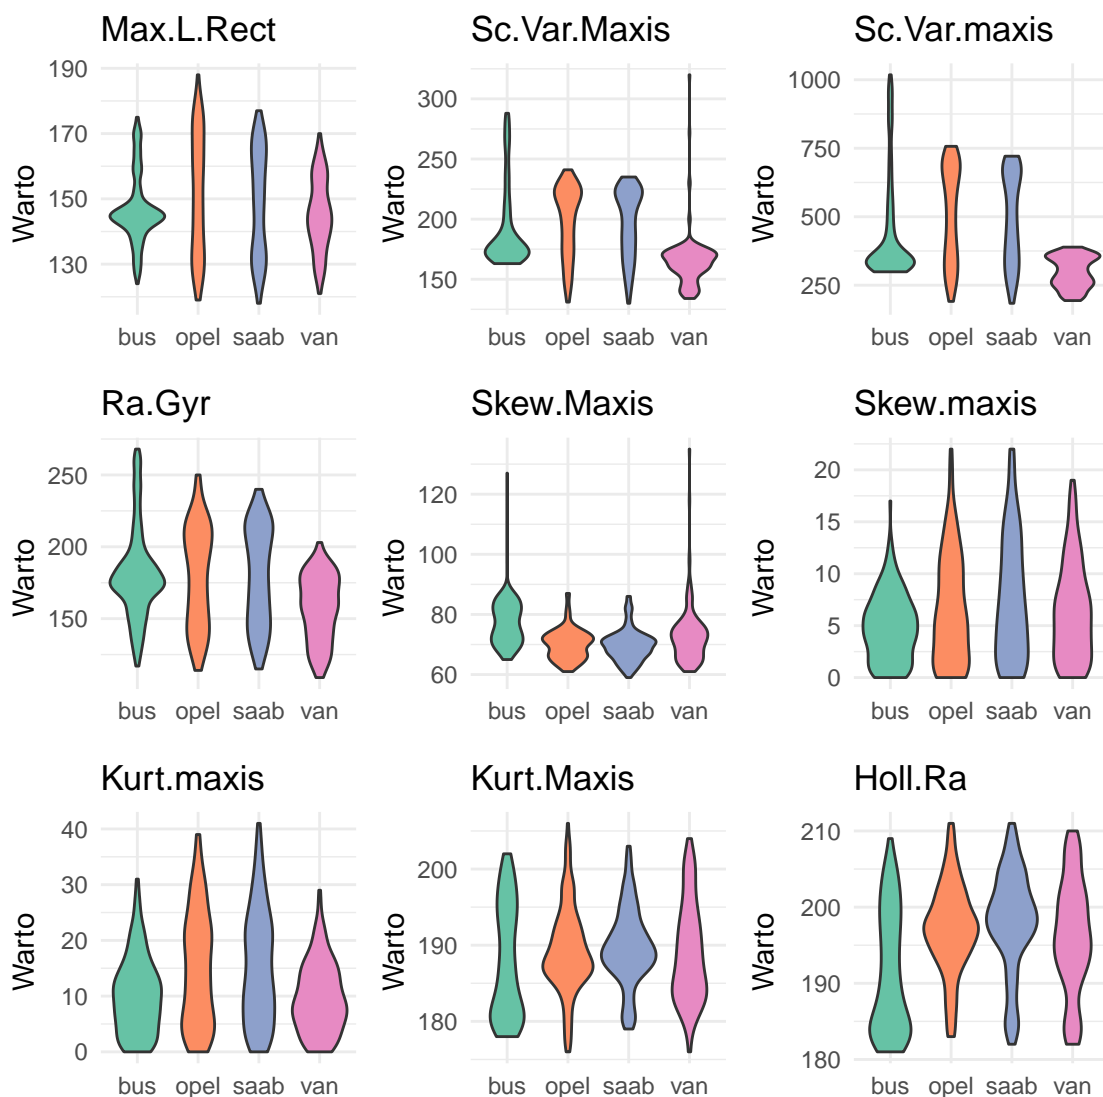 Max.L.Rect
Sc.Var.Maxis
Sc.Var.maxis
Warto
190
170
150
130
bus opel saab van
Warto
300
250
200
150
bus opel saab van
Warto
1000
750
500
250
bus opel saab van
Ra.Gyr
Skew.Maxis
Skew.maxis
Warto
250
200
150
bus opel saab van
Warto
120
100
80
60
bus opel saab van
Warto
20
15
10
5
0
bus opel saab van
Kurt.maxis
Kurt.Maxis
Holl.Ra
Warto
40
30
20
10
0
bus opel saab van
Warto
200
190
180
bus opel saab van
Warto
210
200
190
180
bus opel saab van